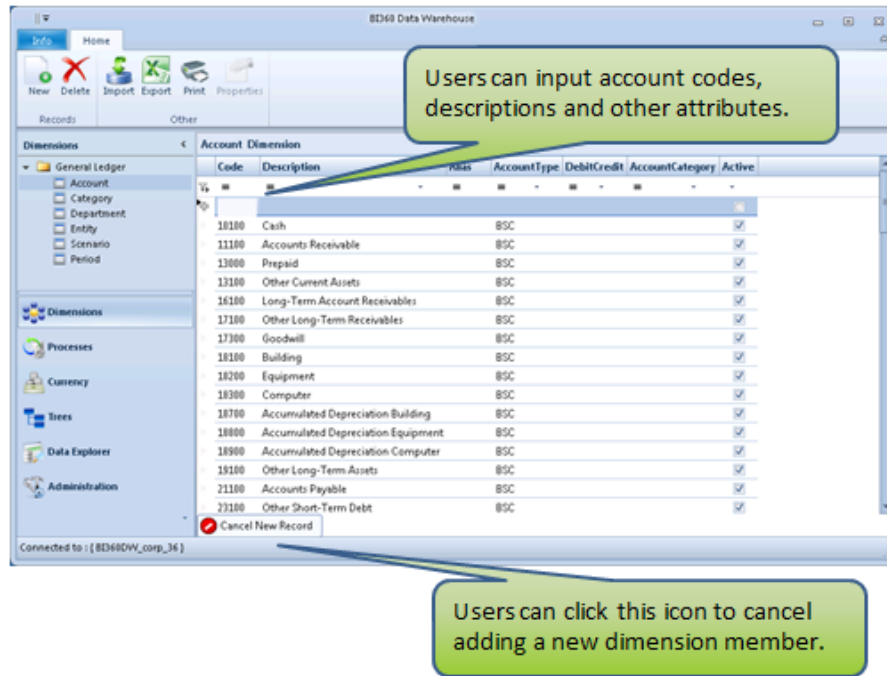 BI360 Data Warehouse
Info Home
New Delete Import Export Print Properties
Records Other
Users can input account codes,
descriptions and other attributes.
Dimensions
General Ledger
Account
Category
Department
Entity
Scenario
Period
Dimensions
Processes
Currency
Trees
Data Explorer
Administration
Account Dimension
Code Description Alias AccountType DebitCredit AccountCategory Active
= = = = = =
10100 Cash BSC
11100 Accounts Receivable BSC
13000 Prepaid BSC
13100 Other Current Assets BSC
16100 Long-Term Account Receivables BSC
17100 Other Long-Term Receivables BSC
17300 Goodwill BSC
18100 Building BSC
18200 Equipment BSC
18300 Computer BSC
18700 Accumulated Depreciation Building BSC
18800 Accumulated Depreciation Equipment BSC
18900 Accumulated Depreciation Computer BSC
19100 Other Long-Term Assets BSC
21100 Accounts Payable BSC
23100 Other Short-Term Debt BSC
Cancel New Record
Connected to : { BI360DW_corp_36 }
Users can click this icon to cancel
adding a new dimension member.